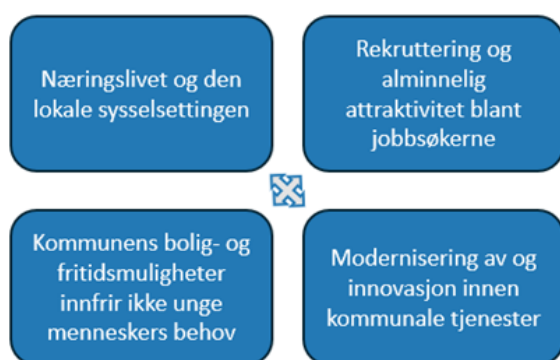 Næringslivet og den
lokale sysselsettingen
Rekruttering og
alminnelig
attraktivitet blant
jobbsøkerne
Kommunens bolig- og
fritidsmuligheter
innfrir ikke unge
menneskers behov
Modernisering av og
innovasjon innen
kommunale tjenester